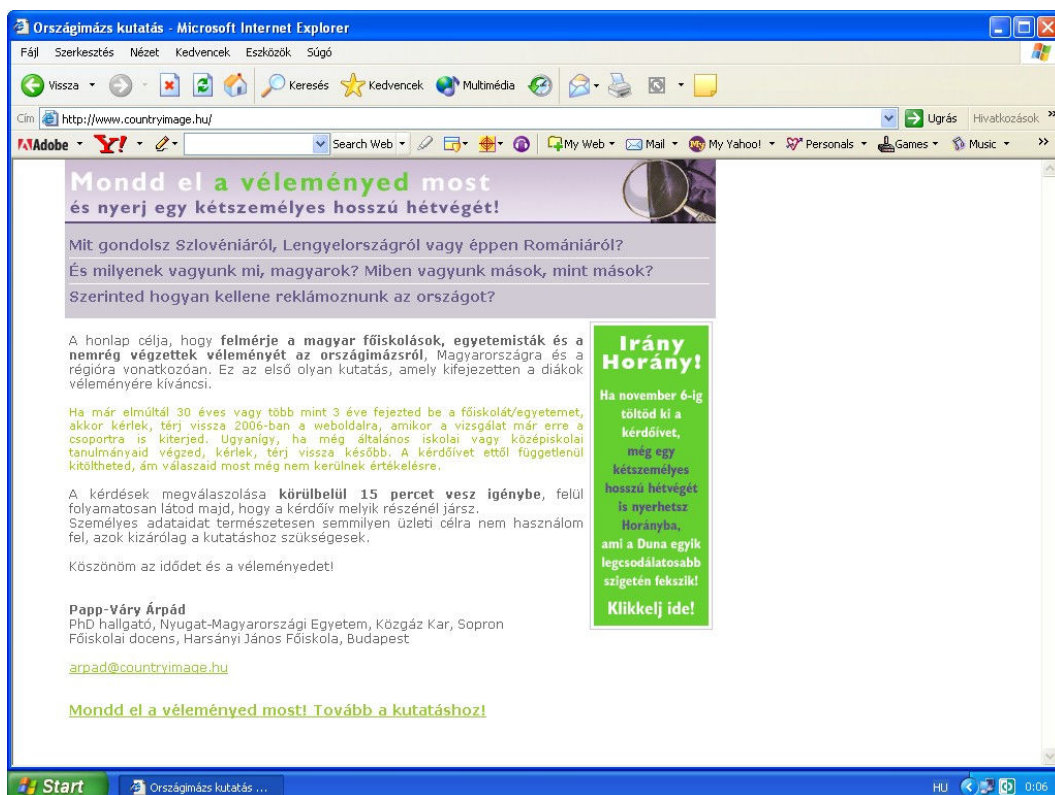 Országimázs kutatás - Microsoft Internet Explorer
Fájl Szerkesztés Nézet Kedvencek Eszközök Súgó
Vissza Keresés Kedvencek Multimédia
Cím http://www.countryimage.hu/ Ugrás Hivatkozások »
Adobe Y! Search Web My Web Mail My Yahoo! Personals Games Music »
Mondd el a véleményed most
és nyerj egy kétszemélyes hosszú hétvégét!
Mit gondolsz Szlovéniáról, Lengyelországról vagy éppen Romániáról?
És milyenek vagyunk mi, magyarok? Miben vagyunk mások, mint mások?
Szerinted hogyan kellene reklámoznunk az országot?
A honlap célja, hogy felmérje a magyar főiskolások, egyetemisták és a
nemrég végzettek véleményét az országimázsról, Magyarországra és a
régióra vonatkozóan. Ez az első olyan kutatás, amely kifejezetten a diákok
véleményére kíváncsi.
Ha már elmúltál 30 éves vagy több mint 3 éve fejezted be a főiskolát/egyetemet,
akkor kérlek, térj vissza 2006-ban a weboldalra, amikor a vizsgálat már erre a
csoportra is kiterjed. Ugyanígy, ha még általános iskolai vagy középiskolai
tanulmányaid végzed, kérlek, térj vissza később. A kérdőívet ettől függetlenül
kitöltheted, ám válaszaid most még nem kerülnek értékelésre.
A kérdések megválaszolása körülbelül 15 percet vesz igénybe, felül
folyamatosan látod majd, hogy a kérdőív melyik részénél jársz.
Személyes adataidat természetesen semmilyen üzleti célra nem használom
fel, azok kizárólag a kutatáshoz szükségesek.
Köszönöm az idődet és a véleményedet!
Papp-Váry Árpád
PhD hallgató, Nyugat-Magyarországi Egyetem, Közgáz Kar, Sopron
Főiskolai docens, Harsányi János Főiskola, Budapest
arpad@countryimage.hu
Mondd el a véleményed most! Tovább a kutatáshoz!
Irány
Horány!
Ha november 6-ig
töltöd ki a
kérdőívet,
még egy
kétszemélyes
hosszú hétvégét
is nyerhetsz
Horányba,
ami a Duna egyik
legcsodálatosabb
szigetén fekszik!
Klikkelj ide!
Start Országimázs kutatás ... HU 0:06